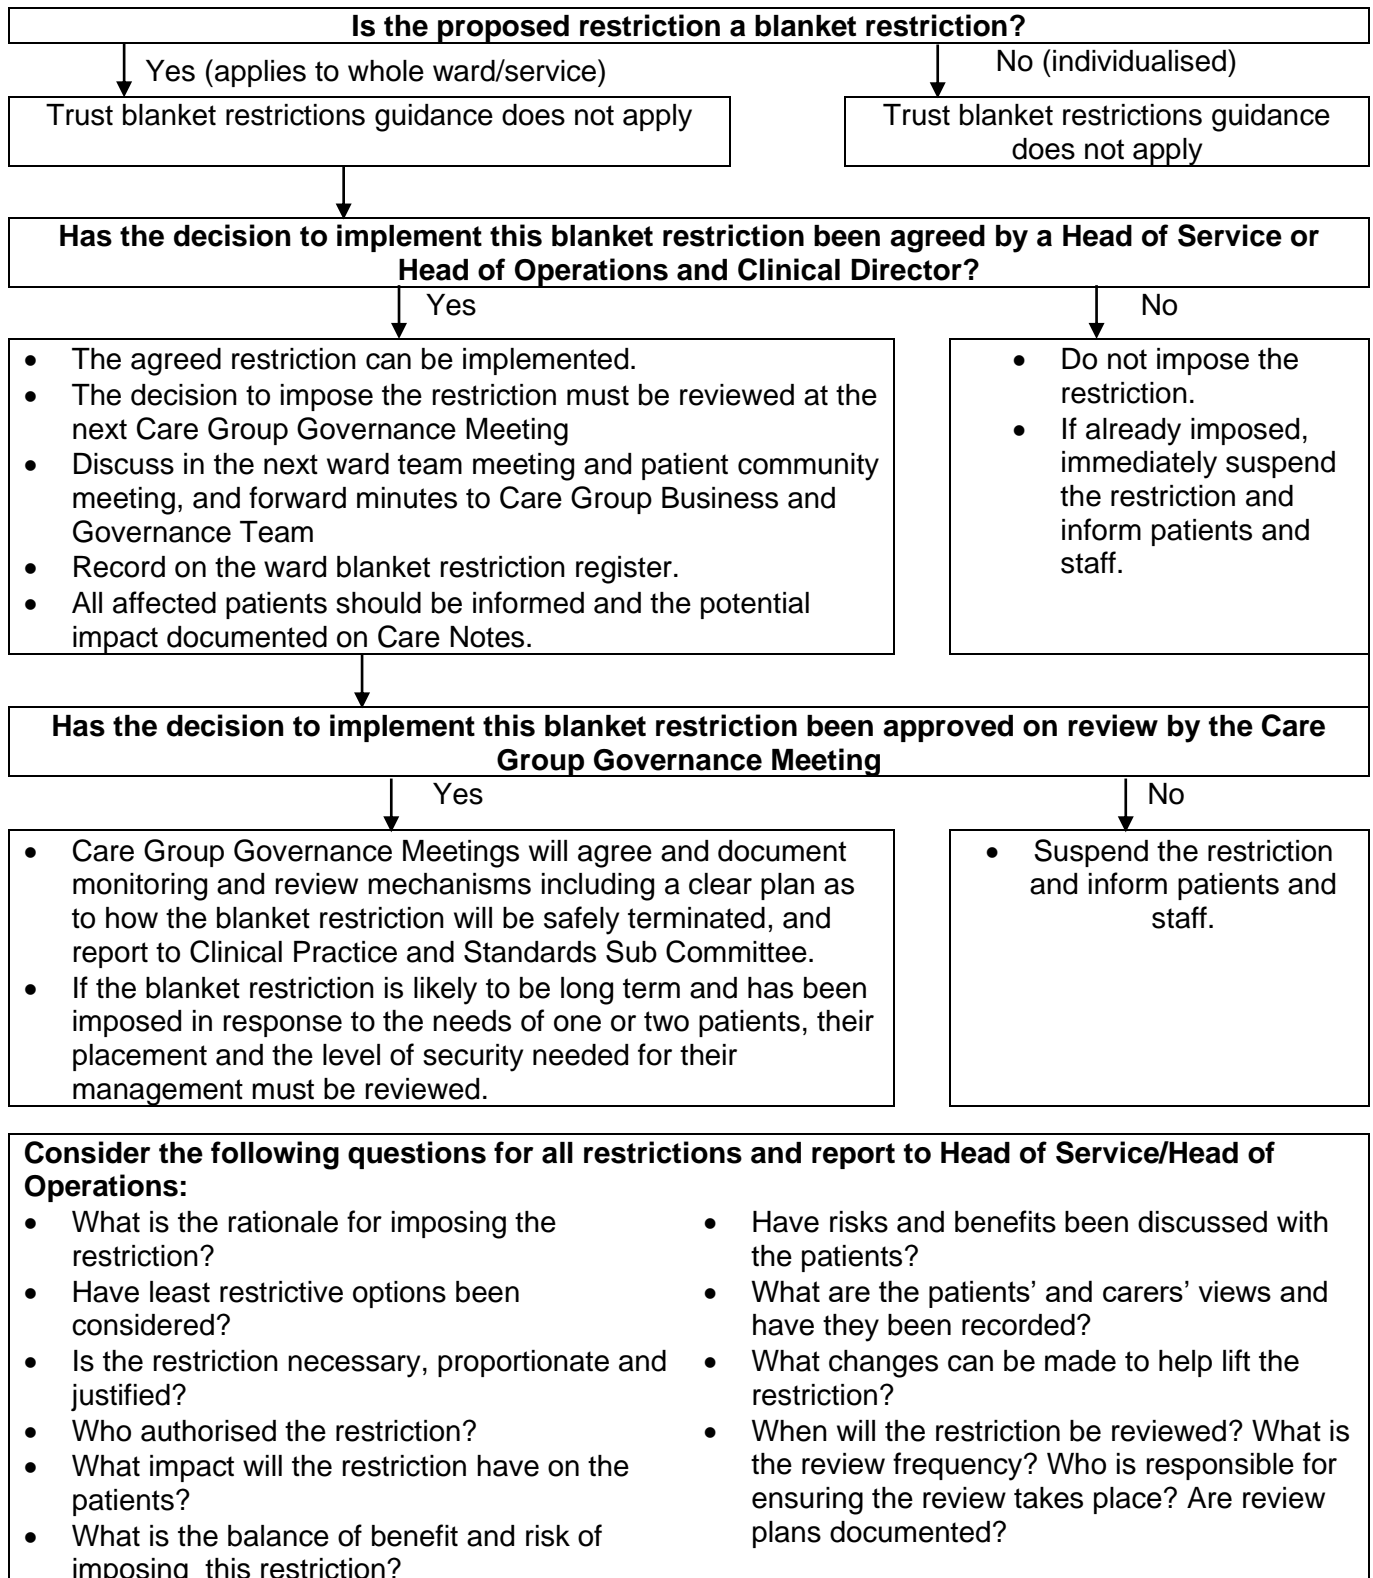 Is the proposed restriction a blanket restriction?
Yes (applies to whole ward/service)
No (individualised)
Trust blanket restrictions guidance does not apply
Trust blanket restrictions guidance
does not apply
Has the decision to implement this blanket restriction been agreed by a Head of Service or
Head of Operations and Clinical Director?
Yes
No
• The agreed restriction can be implemented.
• The decision to impose the restriction must be reviewed at the
next Care Group Governance Meeting
• Discuss in the next ward team meeting and patient community
meeting, and forward minutes to Care Group Business and
Governance Team
• Record on the ward blanket restriction register.
• All affected patients should be informed and the potential
impact documented on Care Notes.
• Do not impose the
restriction.
• If already imposed,
immediately suspend
the restriction and
inform patients and
staff.
Has the decision to implement this blanket restriction been approved on review by the Care
Group Governance Meeting
Yes
No
• Care Group Governance Meetings will agree and document
monitoring and review mechanisms including a clear plan as
to how the blanket restriction will be safely terminated, and
report to Clinical Practice and Standards Sub Committee.
• If the blanket restriction is likely to be long term and has been
imposed in response to the needs of one or two patients, their
placement and the level of security needed for their
management must be reviewed.
• Suspend the restriction
and inform patients and
staff.
Consider the following questions for all restrictions and report to Head of Service/Head of
Operations:
• What is the rationale for imposing the
restriction?
• Have least restrictive options been
considered?
• Is the restriction necessary, proportionate and
justified?
• Who authorised the restriction?
• What impact will the restriction have on the
patients?
• What is the balance of benefit and risk of
imposing this restriction?
• Have risks and benefits been discussed with
the patients?
• What are the patients’ and carers’ views and
have they been recorded?
• What changes can be made to help lift the
restriction?
• When will the restriction be reviewed? What is
the review frequency? Who is responsible for
ensuring the review takes place? Are review
plans documented?